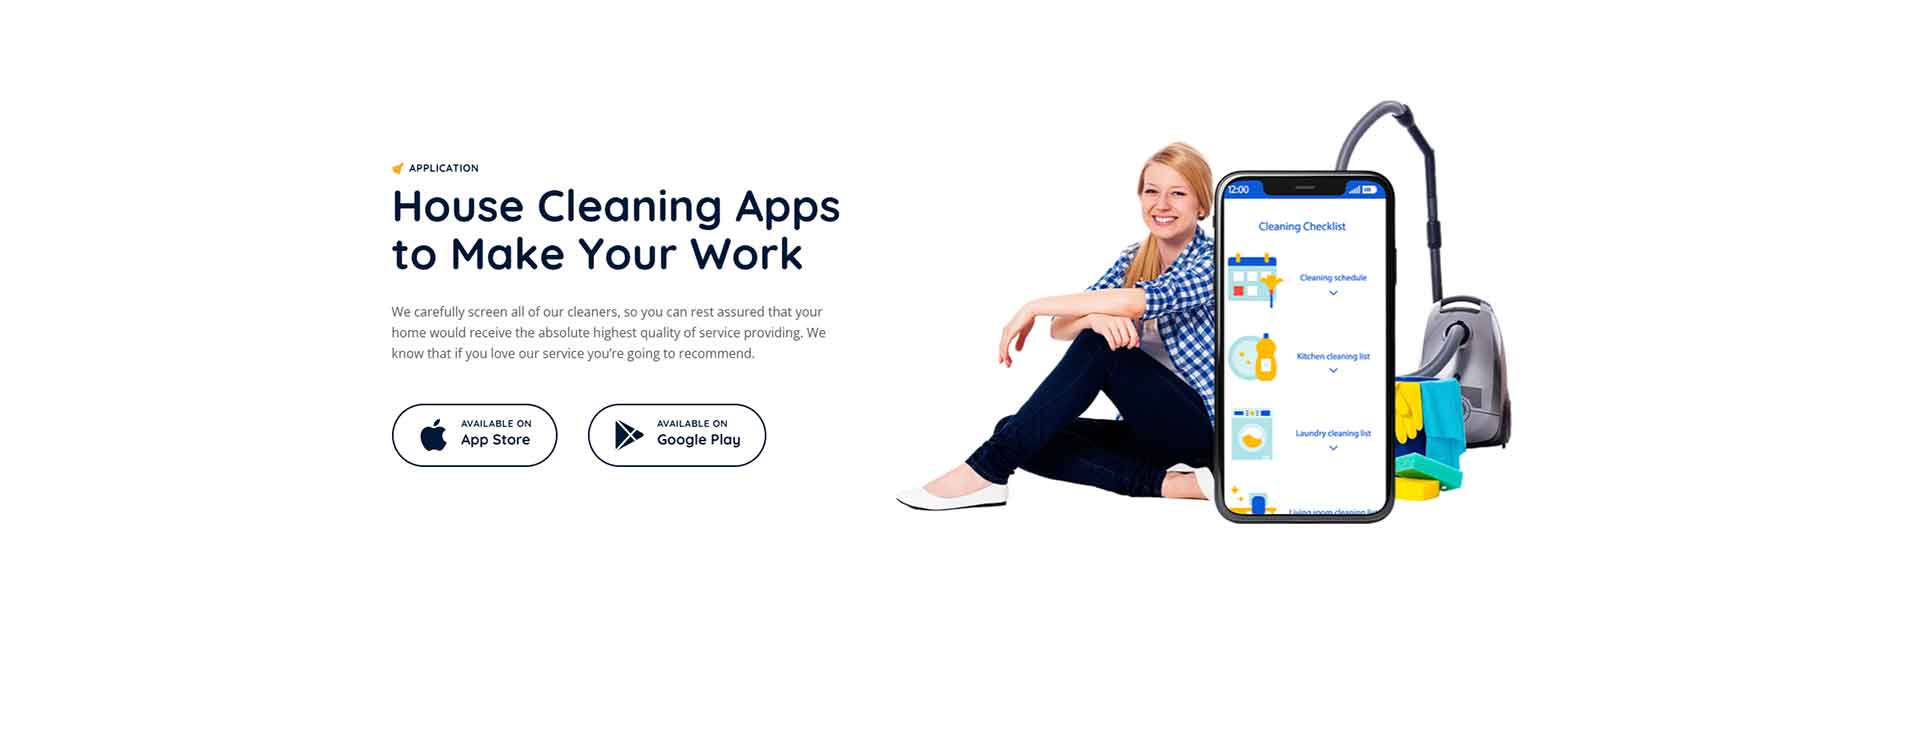 APPLICATION
House Cleaning Apps
to Make Your Work
We carefully screen all of our cleaners, so you can rest assured that your
home would receive the absolute highest quality of service providing. We
know that if you love our service you’re going to recommend.
AVAILABLE ON
App Store
AVAILABLE ON
Google Play
12:00
Cleaning Checklist
Cleaning schedule
Kitchen cleaning list
Laundry cleaning list
Living room cleaning list